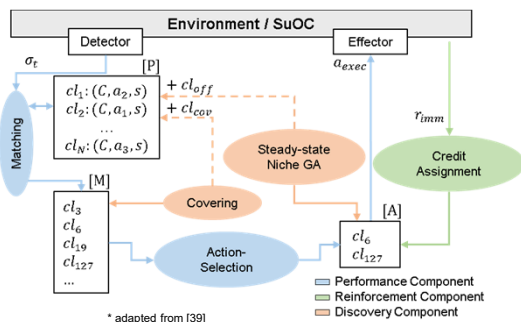 Environment / SuOC
Detector
Effector
σ_t
a_exec
[P]
cl_1: (C, a_2, s)
cl_2: (C, a_1, s)
...
cl_N: (C, a_3, s)
+ cl_off
+ cl_cov
Matching
Steady-state
Niche GA
r_imm
Credit
Assignment
[M]
cl_3
cl_6
cl_19
cl_127
...
Covering
Action-
Selection
[A]
cl_6
cl_127
Performance Component
Reinforcement Component
Discovery Component
* adapted from [39]